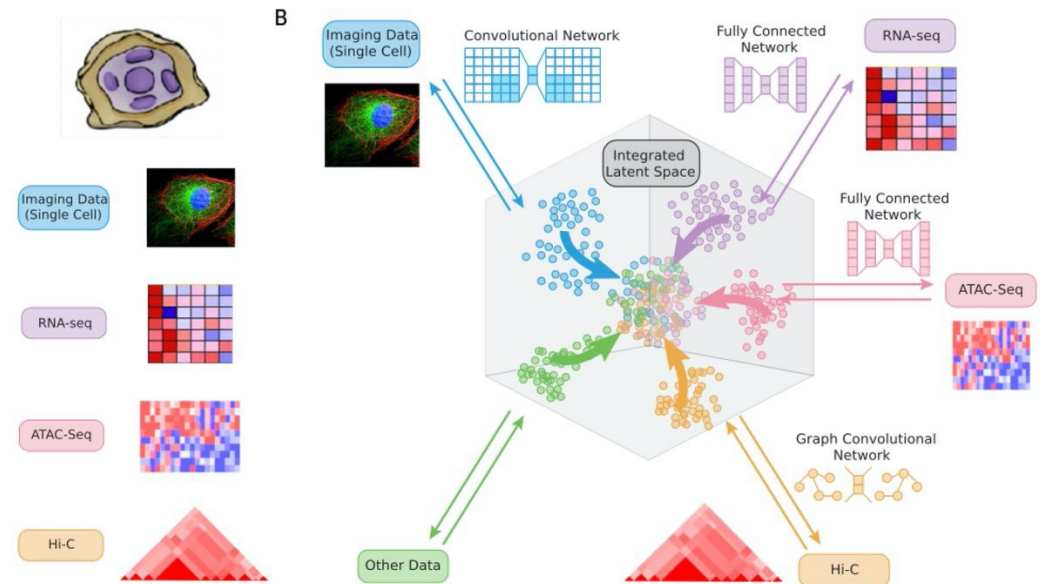 B
Imaging Data
(Single Cell)
RNA-seq
ATAC-Seq
Hi-C
Imaging Data
(Single Cell)
Convolutional Network
Fully Connected
Network
RNA-seq
Integrated
Latent Space
Fully Connected
Network
ATAC-Seq
Graph Convolutional
Network
Other Data
Hi-C